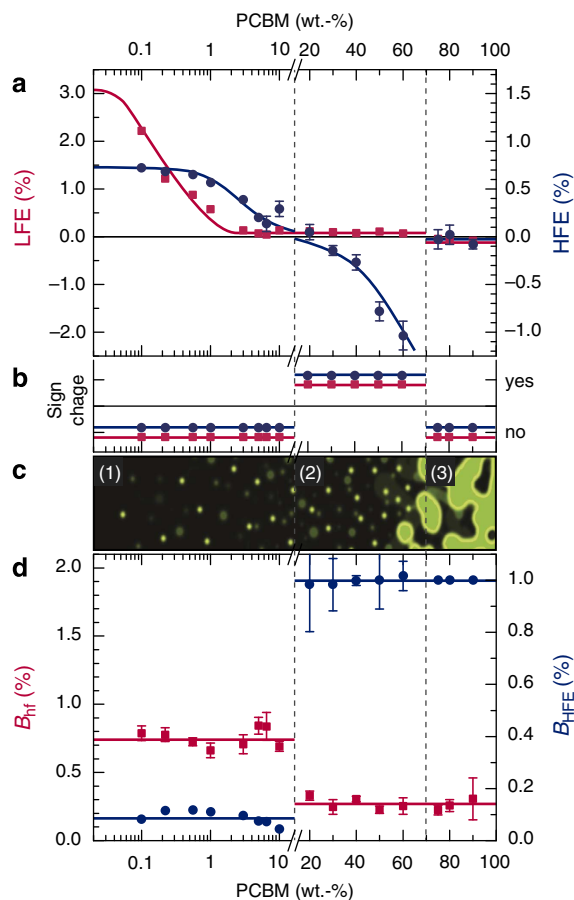 PCBM (wt.-%)
0.1 1 10 20 40 60 80 100
a
3.0 1.5
2.0 1.0
1.0 0.5
0.0 0.0
−1.0 −0.5
−2.0 −1.0
LFE (%)
HFE (%)
b
Sign
chage
yes
no
c
(1) (2) (3)
d
2.0 1.0
1.5 0.8
0.6
1.0 0.4
0.5 0.2
0.0 0.0
Bhf (%)
BHFE (%)
0.1 1 10 20 40 60 80 100
PCBM (wt.-%)